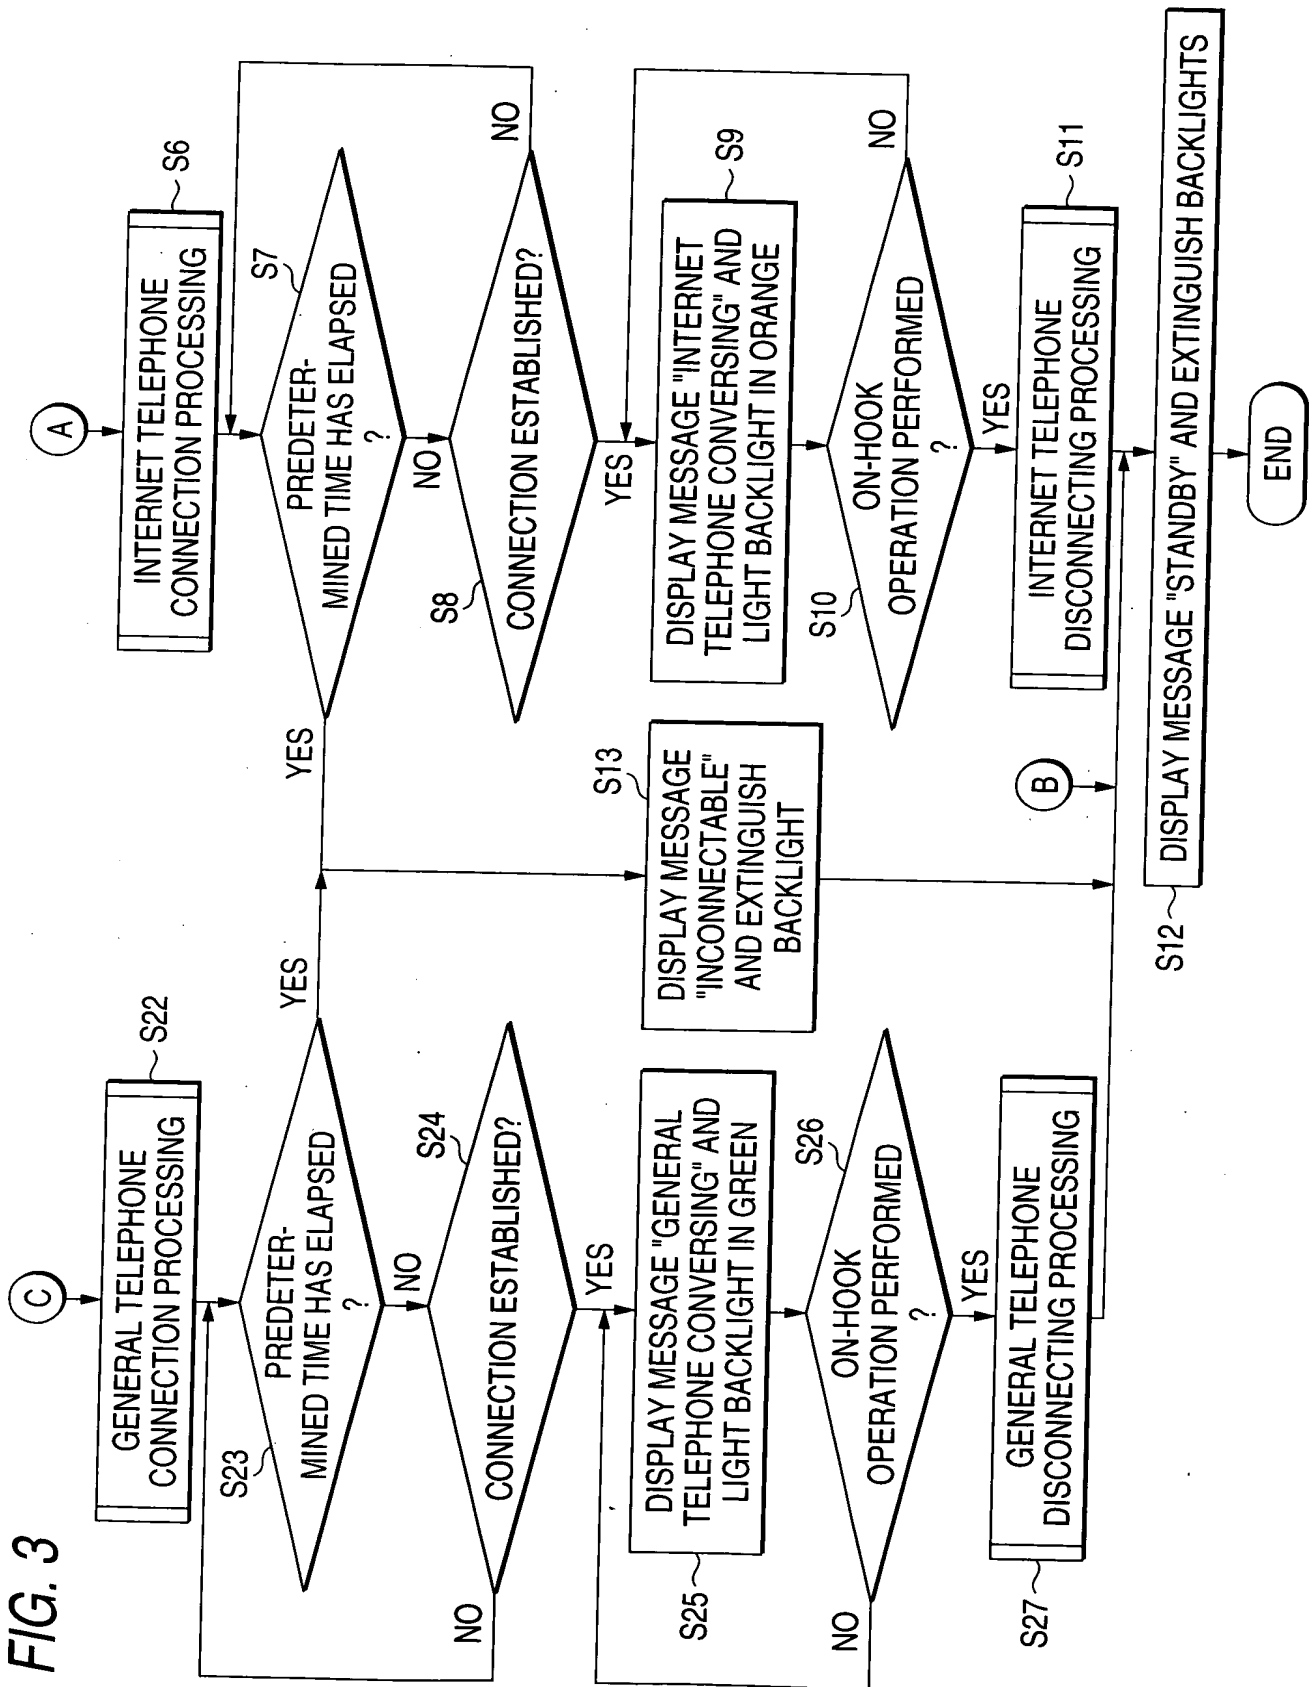 FIG. 3
C
GENERAL TELEPHONE
CONNECTION PROCESSING
S22
PREDETER-
MINED TIME HAS ELAPSED
?
S23
YES
NO
CONNECTION ESTABLISHED?
S24
NO
YES
DISPLAY MESSAGE "GENERAL
TELEPHONE CONVERSING" AND
LIGHT BACKLIGHT IN GREEN
S25
ON-HOOK
OPERATION PERFORMED
?
S26
NO
YES
GENERAL TELEPHONE
DISCONNECTING PROCESSING
S27
DISPLAY MESSAGE
"INCONNECTABLE"
AND EXTINGUISH
BACKLIGHT
S13
B
A
INTERNET TELEPHONE
CONNECTION PROCESSING
S6
PREDETER-
MINED TIME HAS ELAPSED
?
S7
YES
NO
CONNECTION ESTABLISHED?
S8
NO
YES
DISPLAY MESSAGE "INTERNET
TELEPHONE CONVERSING" AND
LIGHT BACKLIGHT IN ORANGE
S9
ON-HOOK
OPERATION PERFORMED
?
S10
NO
YES
INTERNET TELEPHONE
DISCONNECTING PROCESSING
S11
DISPLAY MESSAGE "STANDBY" AND EXTINGUISH BACKLIGHTS
S12
END